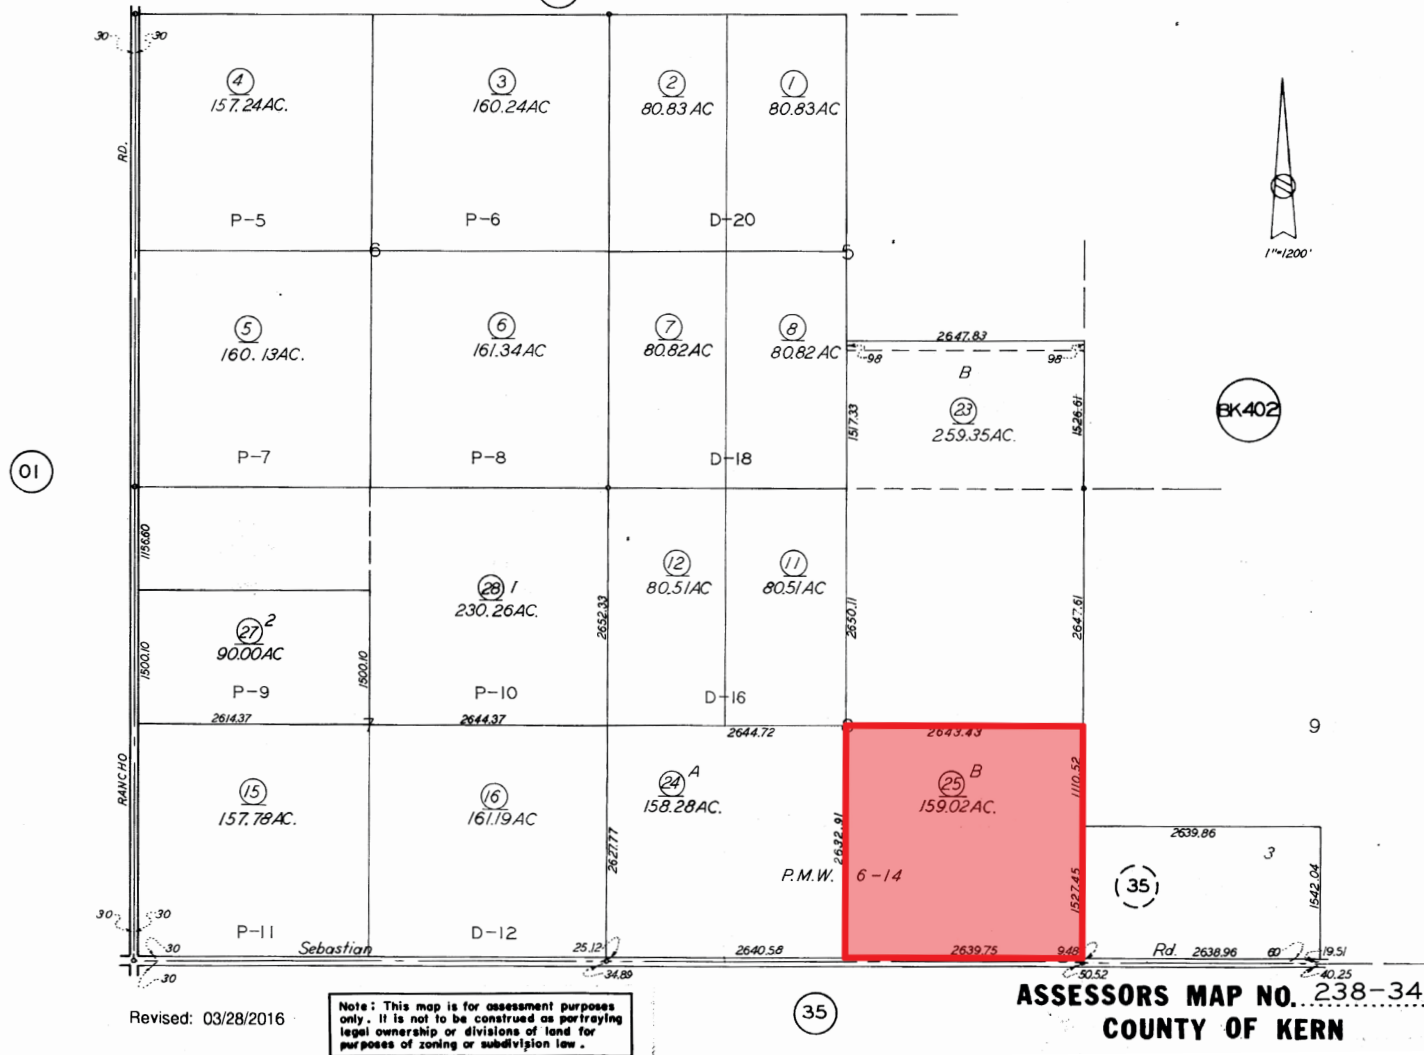 30 30
4 3 2 1
157.24AC. 160.24AC 80.83AC 80.83AC
RD.
P-5 P-6 D-20
1"=1200'
6 5
5 6 7 8
160.13AC. 161.34AC 80.82AC 80.82AC
2647.83
98 98
B
23
259.35AC.
1517.33 1526.61
BK402
P-7 P-8 D-18
01
1156.60
12 11
80.51AC 80.51AC
28 1
230.26AC.
2652.33 2650.11 2647.61
27 2
90.00AC
1500.10 1500.10
P-9 P-10 D-16
2614.37 7 2644.37 2644.72 2643.43 9
RANCHO
15 16 24 A 25 B
157.78AC. 161.19AC 158.28AC. 159.02AC.
1110.52
2627.77 2632.91
2639.86
3
P.M.W. 6-14
1527.45
35
1542.04
30 30
P-11 D-12
30 Sebastian 25.12 2640.58 2639.75 9.48 Rd. 2638.96 60 19.51
30 34.89 50.52 40.25
Revised: 03/28/2016
Note: This map is for assessment purposes
only. It is not to be construed as portraying
legal ownership or divisions of land for
purposes of zoning or subdivision law.
35
ASSESSORS MAP NO. 238-34
COUNTY OF KERN